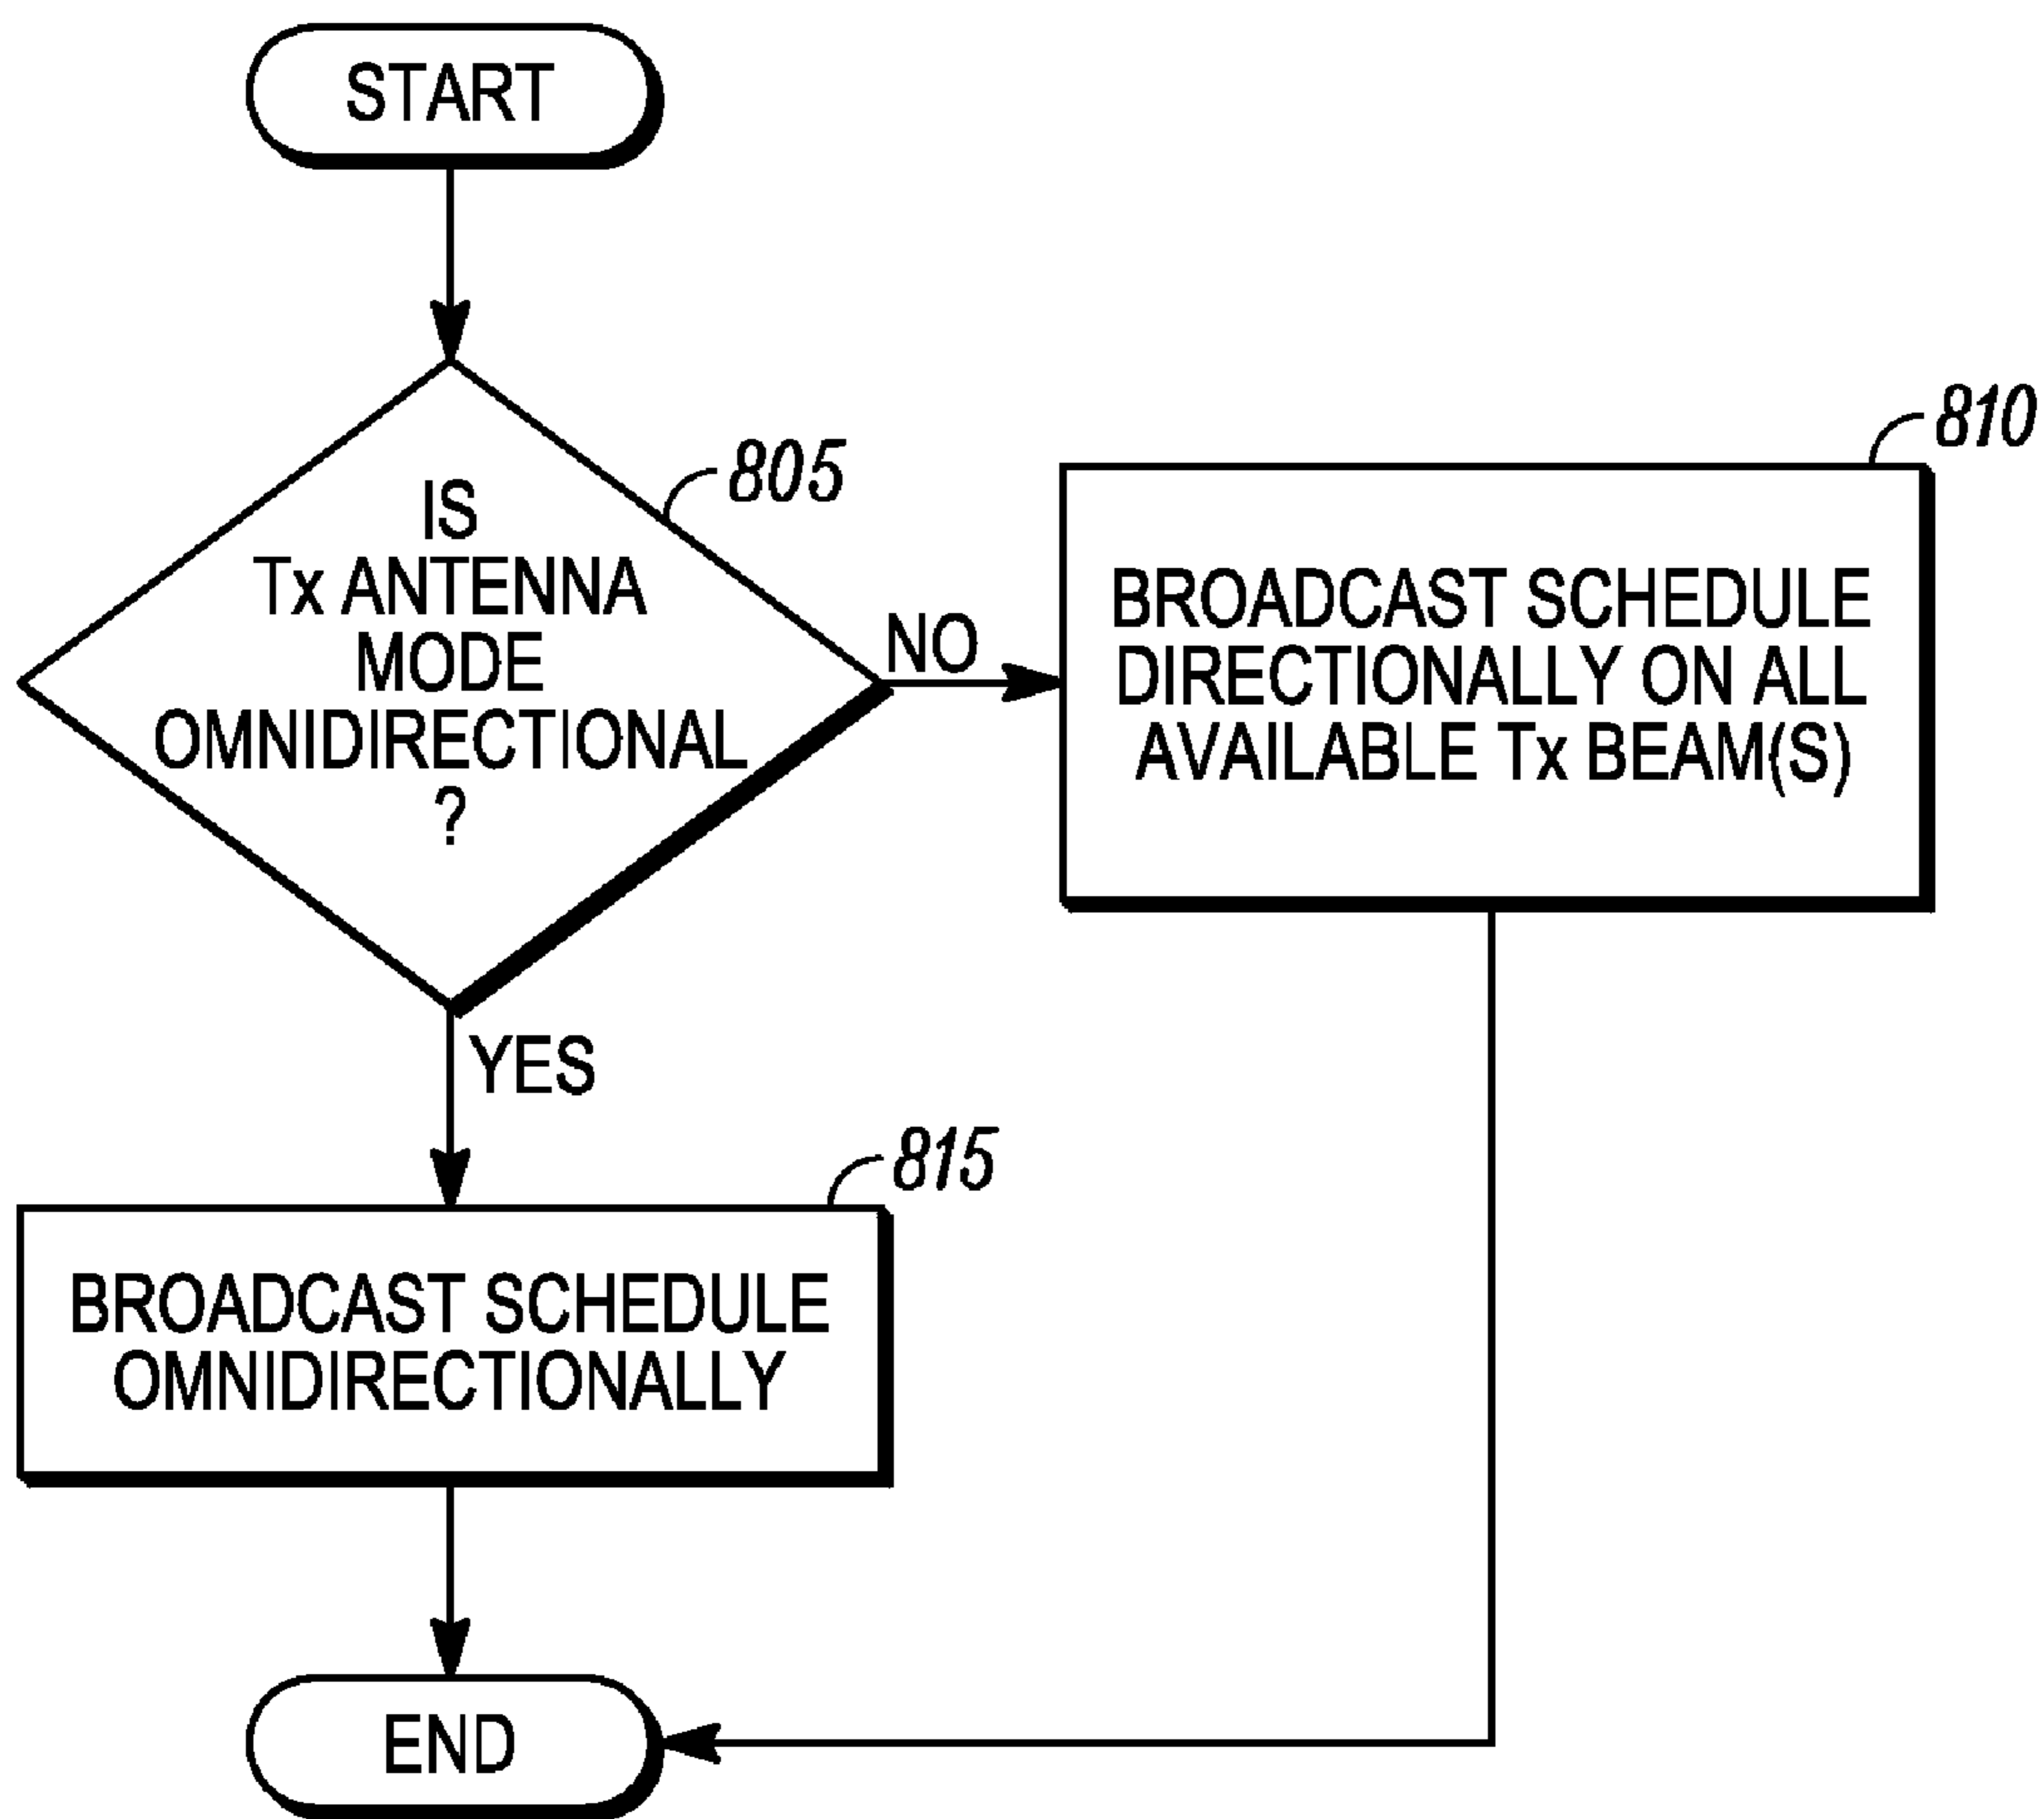 START
IS
Tx ANTENNA
MODE
OMNIDIRECTIONAL
?
805
NO
810
BROADCAST SCHEDULE
DIRECTIONALLY ON ALL
AVAILABLE Tx BEAM(S)
YES
815
BROADCAST SCHEDULE
OMNIDIRECTIONALLY
END